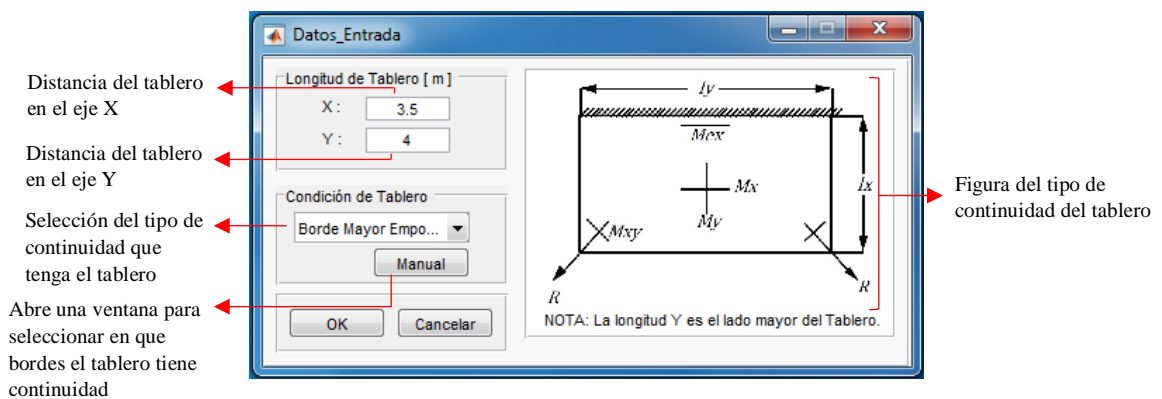 Datos_Entrada
Distancia del tablero
en el eje X
Distancia del tablero
en el eje Y
Selección del tipo de
continuidad que
tenga el tablero
Abre una ventana para
seleccionar en que
bordes el tablero tiene
continuidad
Longitud de Tablero [ m ]
X :
3.5
Y :
4
Condición de Tablero
Borde Mayor Empo...
Manual
OK
Cancelar
ly
Mex
Mx
lx
My
Mxy
R
R
NOTA: La longitud Y es el lado mayor del Tablero.
Figura del tipo de
continuidad del tablero